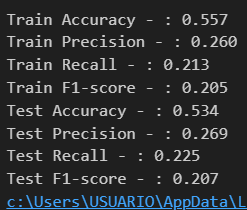 Train Accuracy - : 0.557
Train Precision - : 0.260
Train Recall - : 0.213
Train F1-score - : 0.205
Test Accuracy - : 0.534
Test Precision - : 0.269
Test Recall - : 0.225
Test F1-score - : 0.207
c:\Users\USUARIO\AppData\L